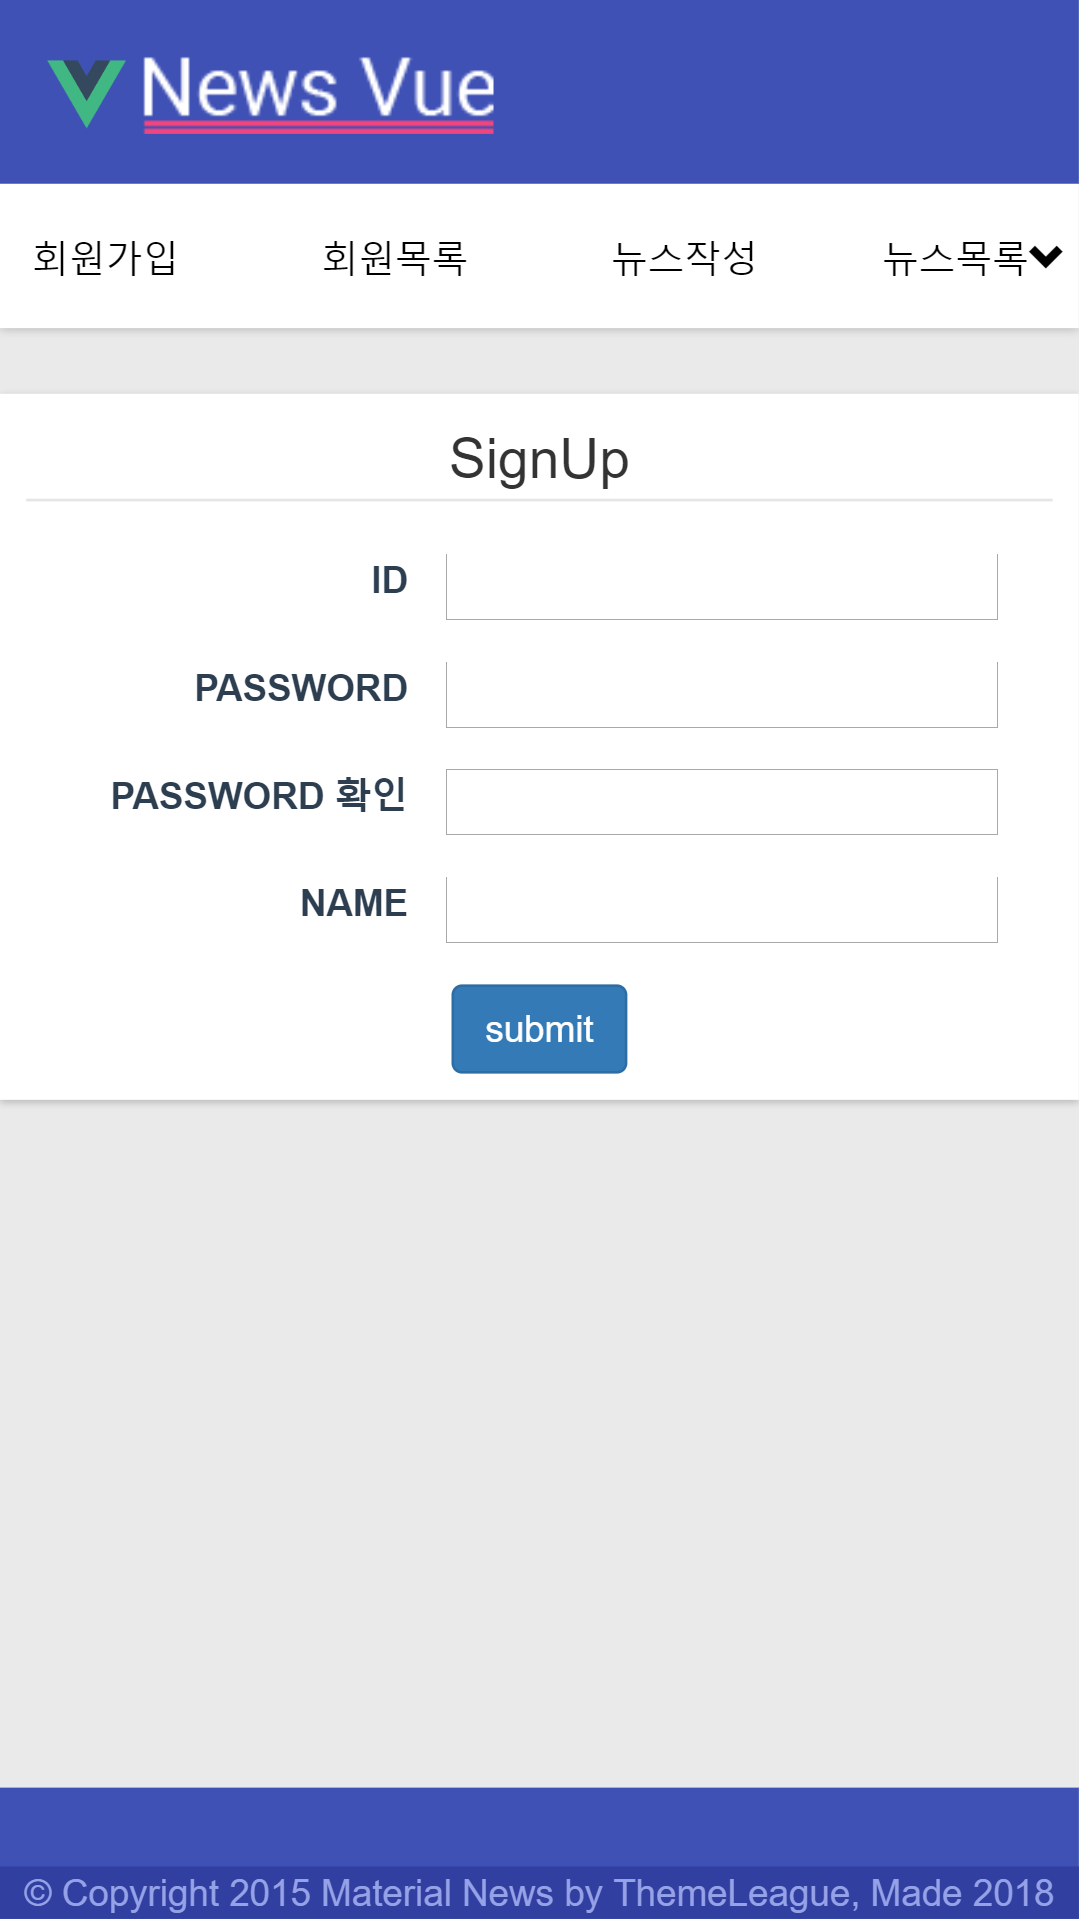 News Vue
회원가입 회원목록 뉴스작성 뉴스목록
SignUp
ID
PASSWORD
PASSWORD 확인
NAME
submit
© Copyright 2015 Material News by ThemeLeague, Made 2018